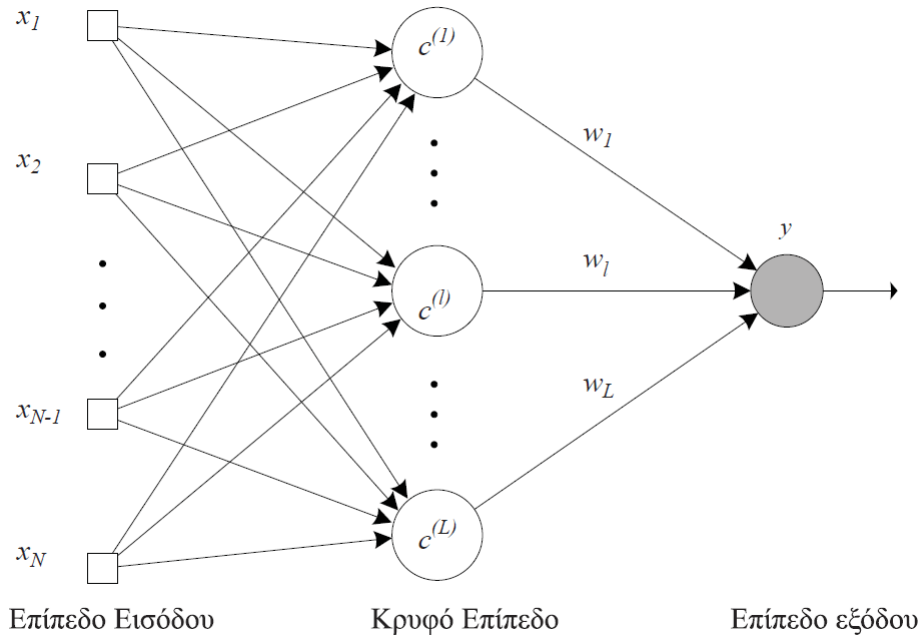 x1
c(1)
w1
x2
y
wl
c(l)
xN-1
wL
c(L)
xN
Επίπεδο Εισόδου Κρυφό Επίπεδο Επίπεδο εξόδου